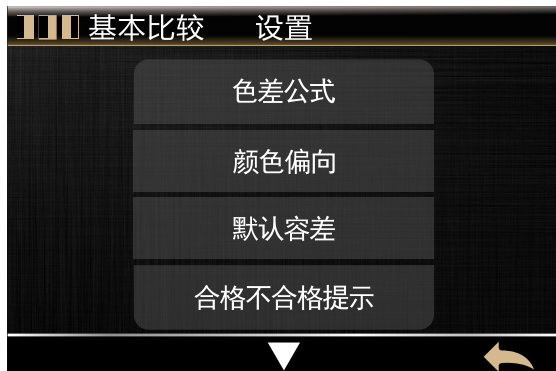 基本比较 设置
色差公式
颜色偏向
默认容差
合格不合格提示